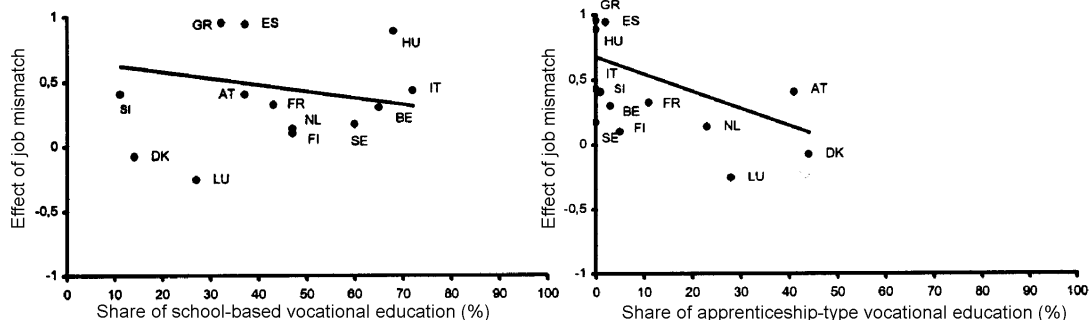 Effect of job mismatch
1
0,5
0
-0,5
-1
GR
ES
HU
IT
AT
SI
FR
BE
NL
FI
SE
DK
LU
0 10 20 30 40 50 60 70 80 90 100
Share of school-based vocational education (%)
Effect of job mismatch
1
0,5
0
-0,5
-1
GR
ES
HU
IT
SI
AT
BE
FR
SE
FI
NL
DK
LU
0 10 20 30 40 50 60 70 80 90 100
Share of apprenticeship-type vocational education (%)